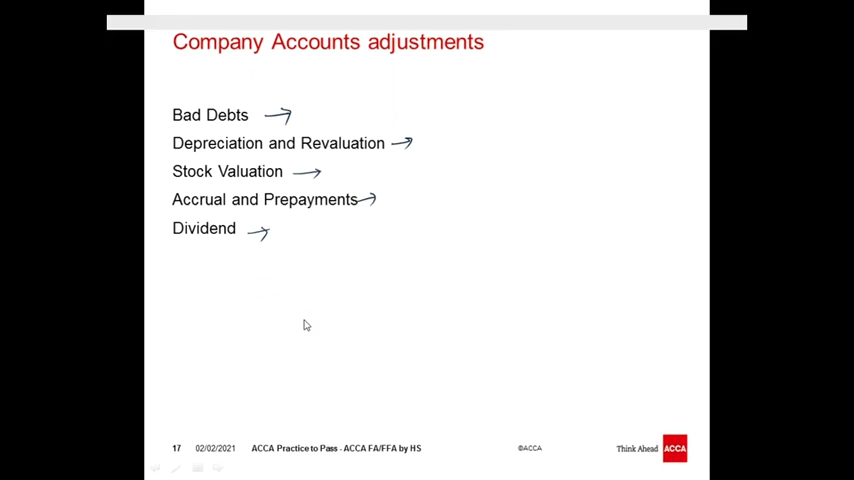 Company Accounts adjustments
Bad Debts
Depreciation and Revaluation
Stock Valuation
Accrual and Prepayments
Dividend
17 02/02/2021 ACCA Practice to Pass - ACCA FA/FFA by HS ©ACCA Think Ahead ACCA